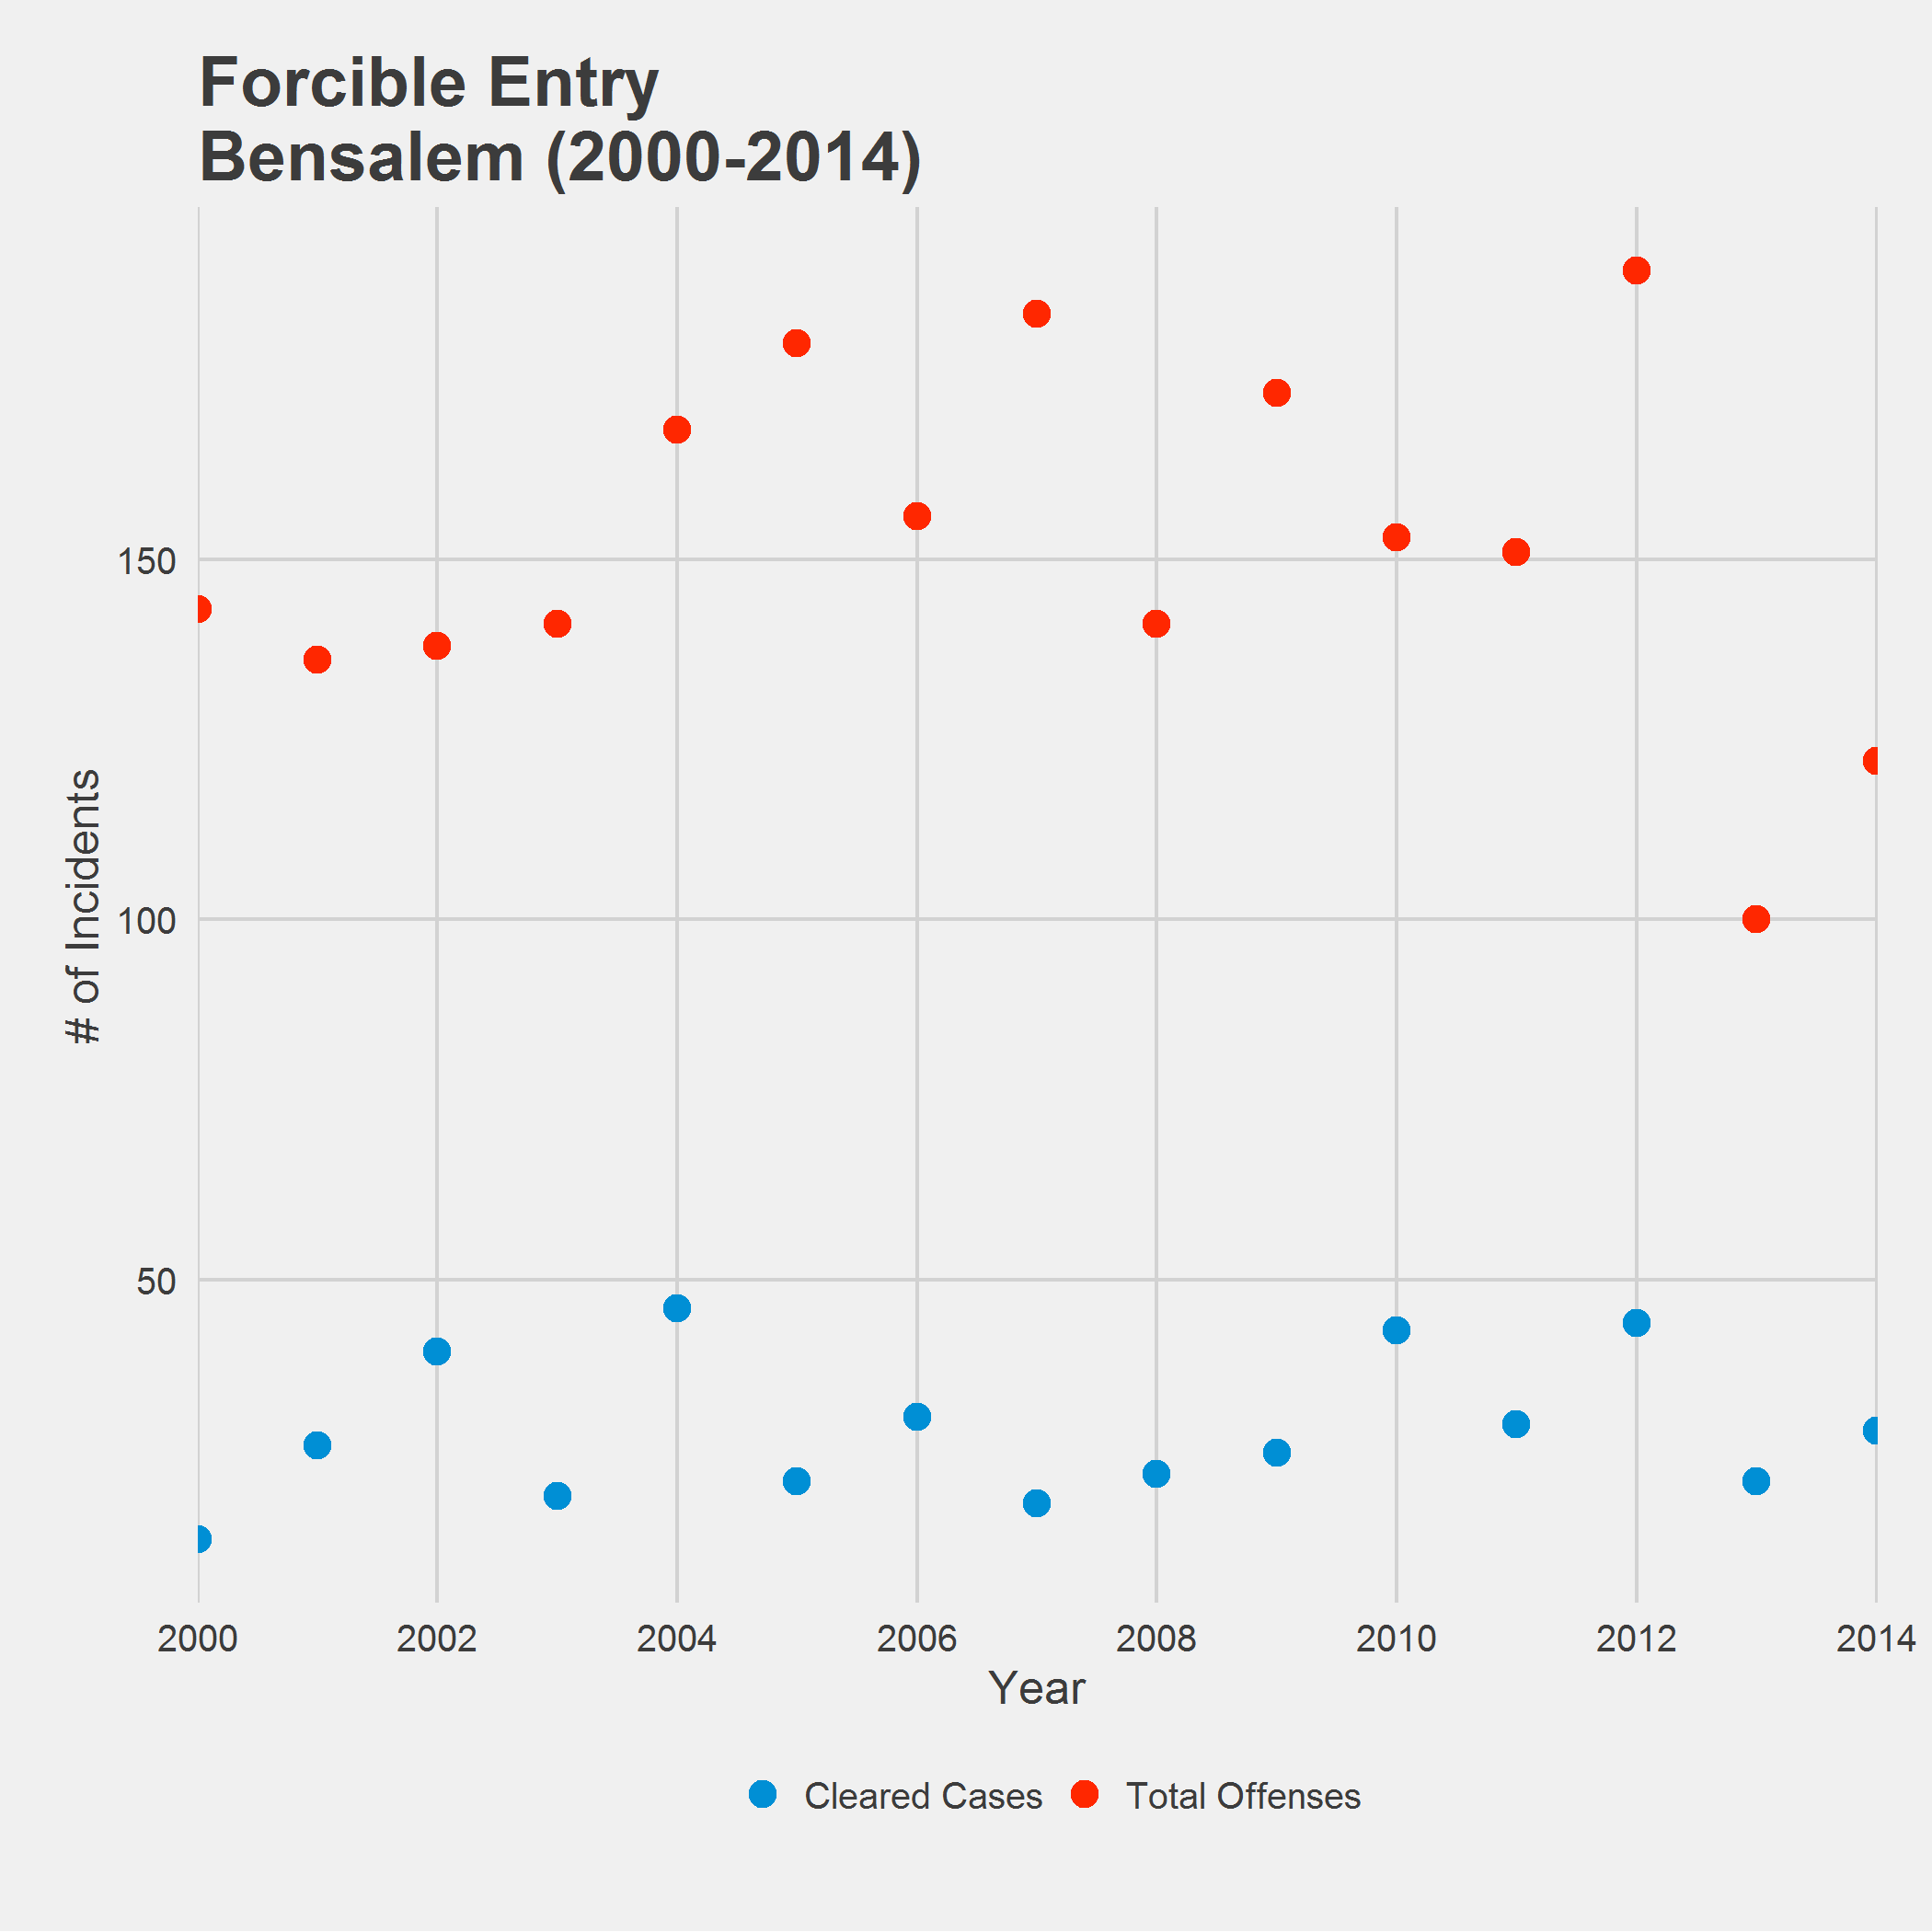 Forcible Entry
Bensalem (2000-2014)
150
100
50
# of Incidents
2000 2002 2004 2006 2008 2010 2012 2014
Year
Cleared Cases Total Offenses